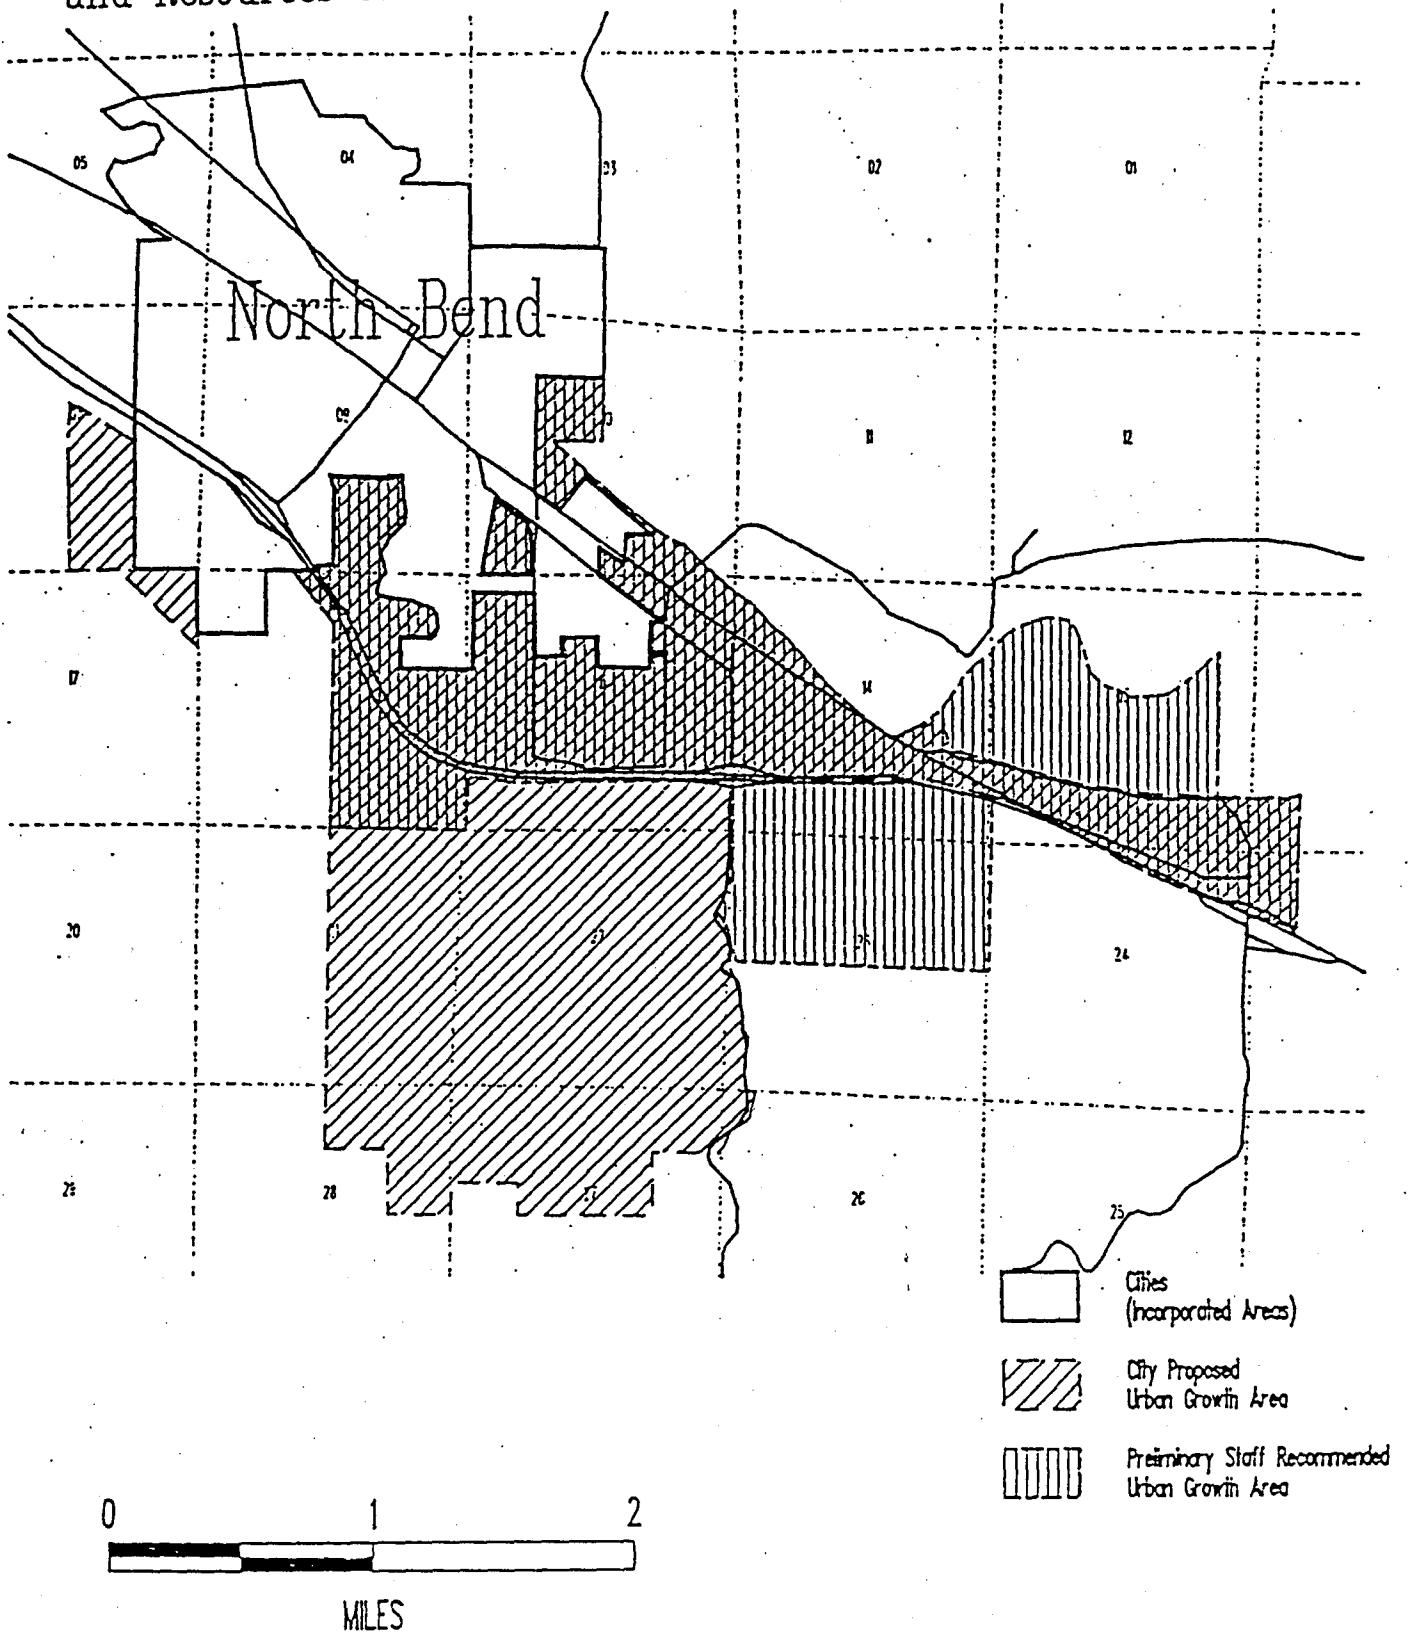 and Resources
05
04
03
02
01
North Bend
09
11
12
17
14
20
24
29
28
26
25
Cities
(Incorporated Areas)
City Proposed
Urban Growth Area
Preliminary Staff Recommended
Urban Growth Area
0 1 2
MILES